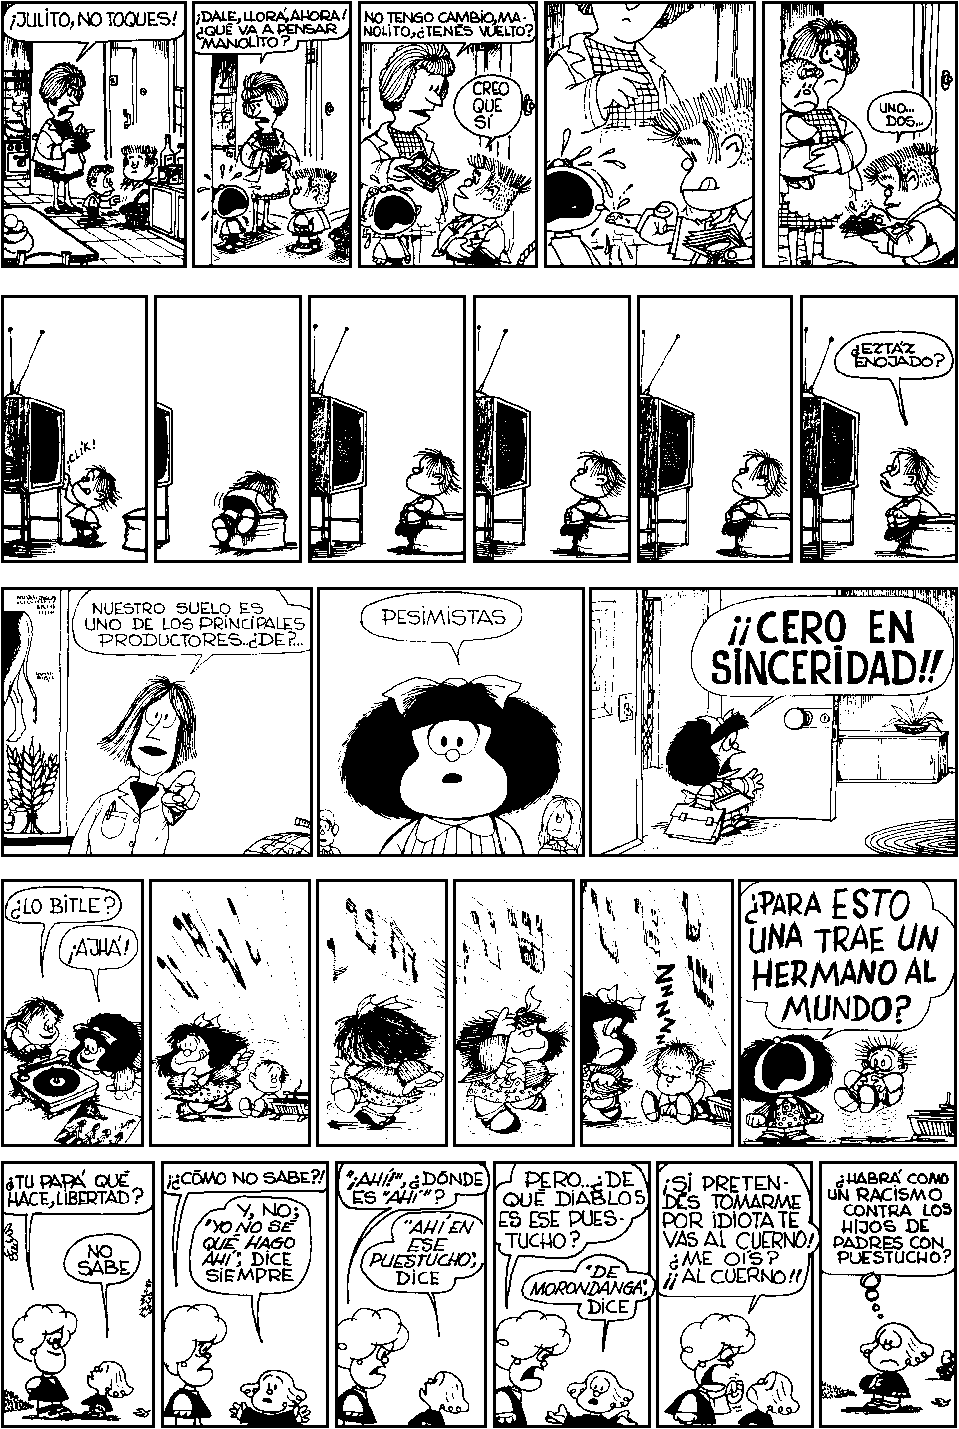 ¡JULITO, NO TOQUES!
¡DALE, LLORÁ, AHORA!
¿QUÉ VA A PENSAR
MANOLITO?
NO TENGO CAMBIO, MA-
NOLITO, ¿TENÉS VUELTO?
CREO
QUE
SÍ
UNO...
DOS...
¡CLIK!
¿EZTÁZ
ENOJADO?
NUESTRO SUELO ES
UNO DE LOS PRINCIPALES
PRODUCTORES..¿DE?...
PESIMISTAS
¡¡CERO EN
SINCERIDAD!!
¿LO BITLE?
¡AJHÁ!
NNNNNN
¿PARA ESTO
UNA TRAE UN
HERMANO AL
MUNDO?
¿TU PAPÁ QUÉ
HACE, LIBERTAD?
NO
SABE
¡¿CÓMO NO SABE?!
Y, NO;
"YO NO SÉ
QUÉ HAGO
AHÍ", DICE
SIEMPRE
"¡AHÍ!", ¿DÓNDE
ES "AHÍ"?
"AHÍ EN
ESE
PUESTUCHO",
DICE
PERO...¿DE
QUÉ DIABLOS
ES ESE PUES-
TUCHO?
"DE
MORONDANGA",
DICE
¡SI PRETEN-
DÉS TOMARME
POR IDIOTA TE
VAS AL CUERNO!
¿ME OÍS?
¡¡AL CUERNO!!
¿HABRÁ COMO
UN RACISMO
CONTRA LOS
HIJOS DE
PADRES CON
PUESTUCHO?